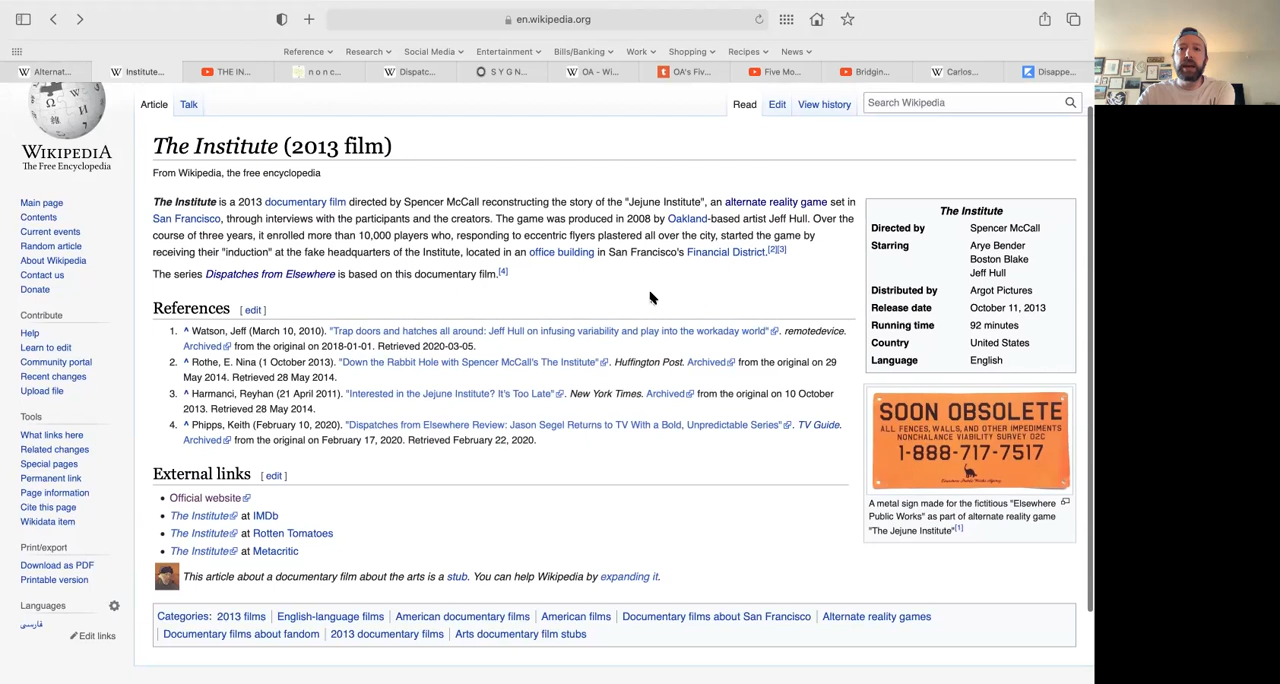 en.wikipedia.org
Reference Research Social Media Entertainment Bills/Banking Work Shopping Recipes News
Alternat... Institute... THE IN... n o n c... Dispatc... S Y G N... OA - Wi... OA's Fiv... Five Mo... Bridgin... Carlos... Disappe...
Article Talk Read Edit View history Search Wikipedia
WIKIPEDIA
The Free Encyclopedia
Main page
Contents
Current events
Random article
About Wikipedia
Contact us
Donate
Contribute
Help
Learn to edit
Community portal
Recent changes
Upload file
Tools
What links here
Related changes
Special pages
Permanent link
Page information
Cite this page
Wikidata item
Print/export
Download as PDF
Printable version
Languages
فارسی
Edit links
The Institute (2013 film)
From Wikipedia, the free encyclopedia
The Institute is a 2013 documentary film directed by Spencer McCall reconstructing the story of the "Jejune Institute", an alternate reality game set in
San Francisco, through interviews with the participants and the creators. The game was produced in 2008 by Oakland-based artist Jeff Hull. Over the
course of three years, it enrolled more than 10,000 players who, responding to eccentric flyers plastered all over the city, started the game by
receiving their "induction" at the fake headquarters of the Institute, located in an office building in San Francisco's Financial District.[2][3]
The series Dispatches from Elsewhere is based on this documentary film.[4]
References [ edit ]
1. ^ Watson, Jeff (March 10, 2010). "Trap doors and hatches all around: Jeff Hull on infusing variability and play into the workaday world". remotedevice.
Archived from the original on 2018-01-01. Retrieved 2020-03-05.
2. ^ Rothe, E. Nina (1 October 2013). "Down the Rabbit Hole with Spencer McCall's The Institute". Huffington Post. Archived from the original on 29
May 2014. Retrieved 28 May 2014.
3. ^ Harmanci, Reyhan (21 April 2011). "Interested in the Jejune Institute? It's Too Late". New York Times. Archived from the original on 10 October
2013. Retrieved 28 May 2014.
4. ^ Phipps, Keith (February 10, 2020). "Dispatches from Elsewhere Review: Jason Segel Returns to TV With a Bold, Unpredictable Series". TV Guide.
Archived from the original on February 17, 2020. Retrieved February 22, 2020.
External links [ edit ]
• Official website
• The Institute at IMDb
• The Institute at Rotten Tomatoes
• The Institute at Metacritic
This article about a documentary film about the arts is a stub. You can help Wikipedia by expanding it.
Categories: 2013 films | English-language films | American documentary films | American films | Documentary films about San Francisco | Alternate reality games
| Documentary films about fandom | 2013 documentary films | Arts documentary film stubs
The Institute
Directed by Spencer McCall
Starring Arye Bender
Boston Blake
Jeff Hull
Distributed by Argot Pictures
Release date October 11, 2013
Running time 92 minutes
Country United States
Language English
SOON OBSOLETE
ALL FENCES, WALLS, AND OTHER IMPEDIMENTS
NONCHALANCE VIABILITY SURVEY 02C
1-888-717-7517
A metal sign made for the fictitious "Elsewhere
Public Works" as part of alternate reality game
"The Jejune Institute"[1]